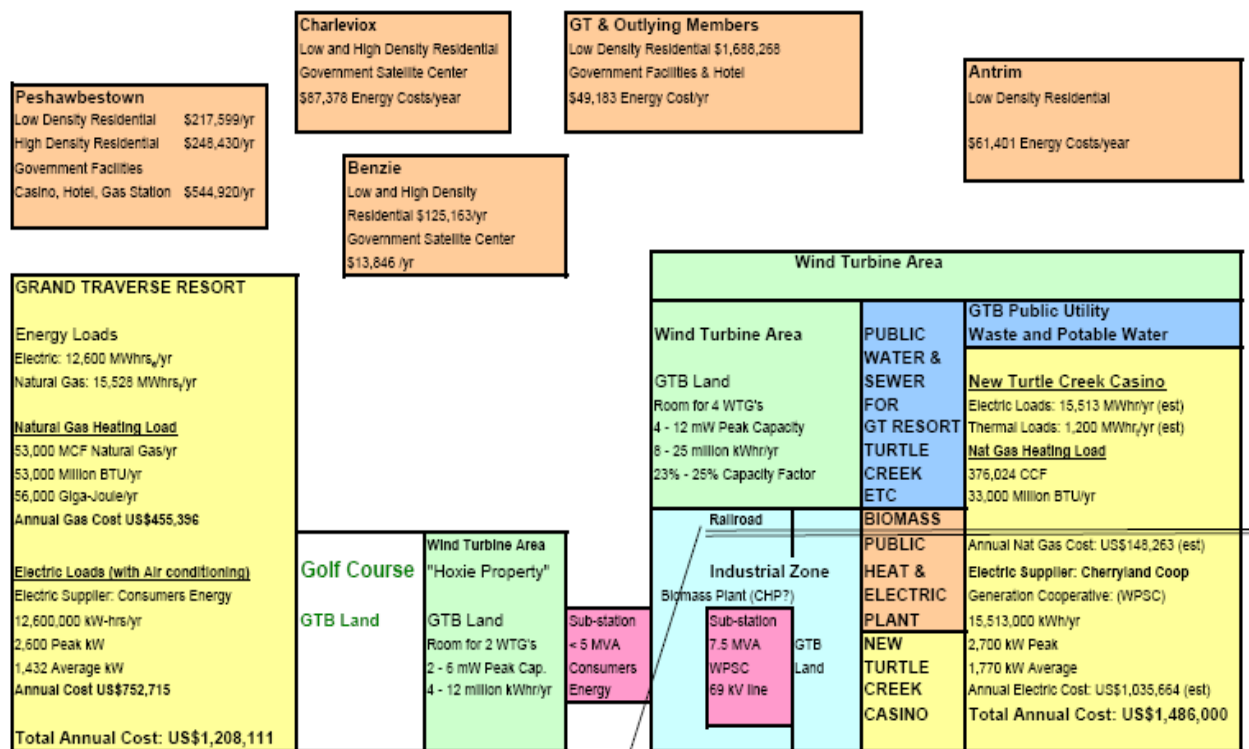 Charleviox
Low and High Density Residential
Government Satellite Center
$87,378 Energy Costs/year
GT & Outlying Members
Low Density Residential $1,688,268
Government Facilities & Hotel
$49,183 Energy Cost/yr
Antrim
Low Density Residential
$61,401 Energy Costs/year
Peshawbestown
Low Density Residential $217,599/yr
High Density Residential $248,430/yr
Government Facilities
Casino, Hotel, Gas Station $544,920/yr
Benzie
Low and High Density
Residential $125,163/yr
Government Satellite Center
$13,846 /yr
GRAND TRAVERSE RESORT
Energy Loads
Electric: 12,600 MWhrsₑ/yr
Natural Gas: 15,528 MWhrsₜ/yr
Natural Gas Heating Load
53,000 MCF Natural Gas/yr
53,000 Million BTU/yr
56,000 Giga-Joule/yr
Annual Gas Cost US$455,396
Electric Loads (with Air conditioning)
Electric Supplier: Consumers Energy
12,600,000 kW-hrs/yr
2,600 Peak kW
1,432 Average kW
Annual Cost US$752,715
Total Annual Cost: US$1,208,111
Golf Course
GTB Land
Wind Turbine Area
"Hoxie Property"
GTB Land
Room for 2 WTG's
2 - 6 mW Peak Cap.
4 - 12 million kWhr/yr
Sub-station
< 5 MVA
Consumers
Energy
Wind Turbine Area
Wind Turbine Area
GTB Land
Room for 4 WTG's
4 - 12 mW Peak Capacity
8 - 25 million kWhr/yr
23% - 25% Capacity Factor
Railroad
Industrial Zone
Biomass Plant (CHP?)
Sub-station
7.5 MVA
WPSC
69 kV line
GTB
Land
PUBLIC
WATER &
SEWER
FOR
GT RESORT
TURTLE
CREEK
ETC
BIOMASS
PUBLIC
HEAT &
ELECTRIC
PLANT
NEW
TURTLE
CREEK
CASINO
GTB Public Utility
Waste and Potable Water
New Turtle Creek Casino
Electric Loads: 15,513 MWhr/yr (est)
Thermal Loads: 1,200 MWhrₜ/yr (est)
Nat Gas Heating Load
376,024 CCF
33,000 Million BTU/yr
Annual Nat Gas Cost: US$148,263 (est)
Electric Supplier: Cherryland Coop
Generation Cooperative: (WPSC)
15,513,000 kWh/yr
2,700 kW Peak
1,770 kW Average
Annual Electric Cost: US$1,035,664 (est)
Total Annual Cost: US$1,486,000